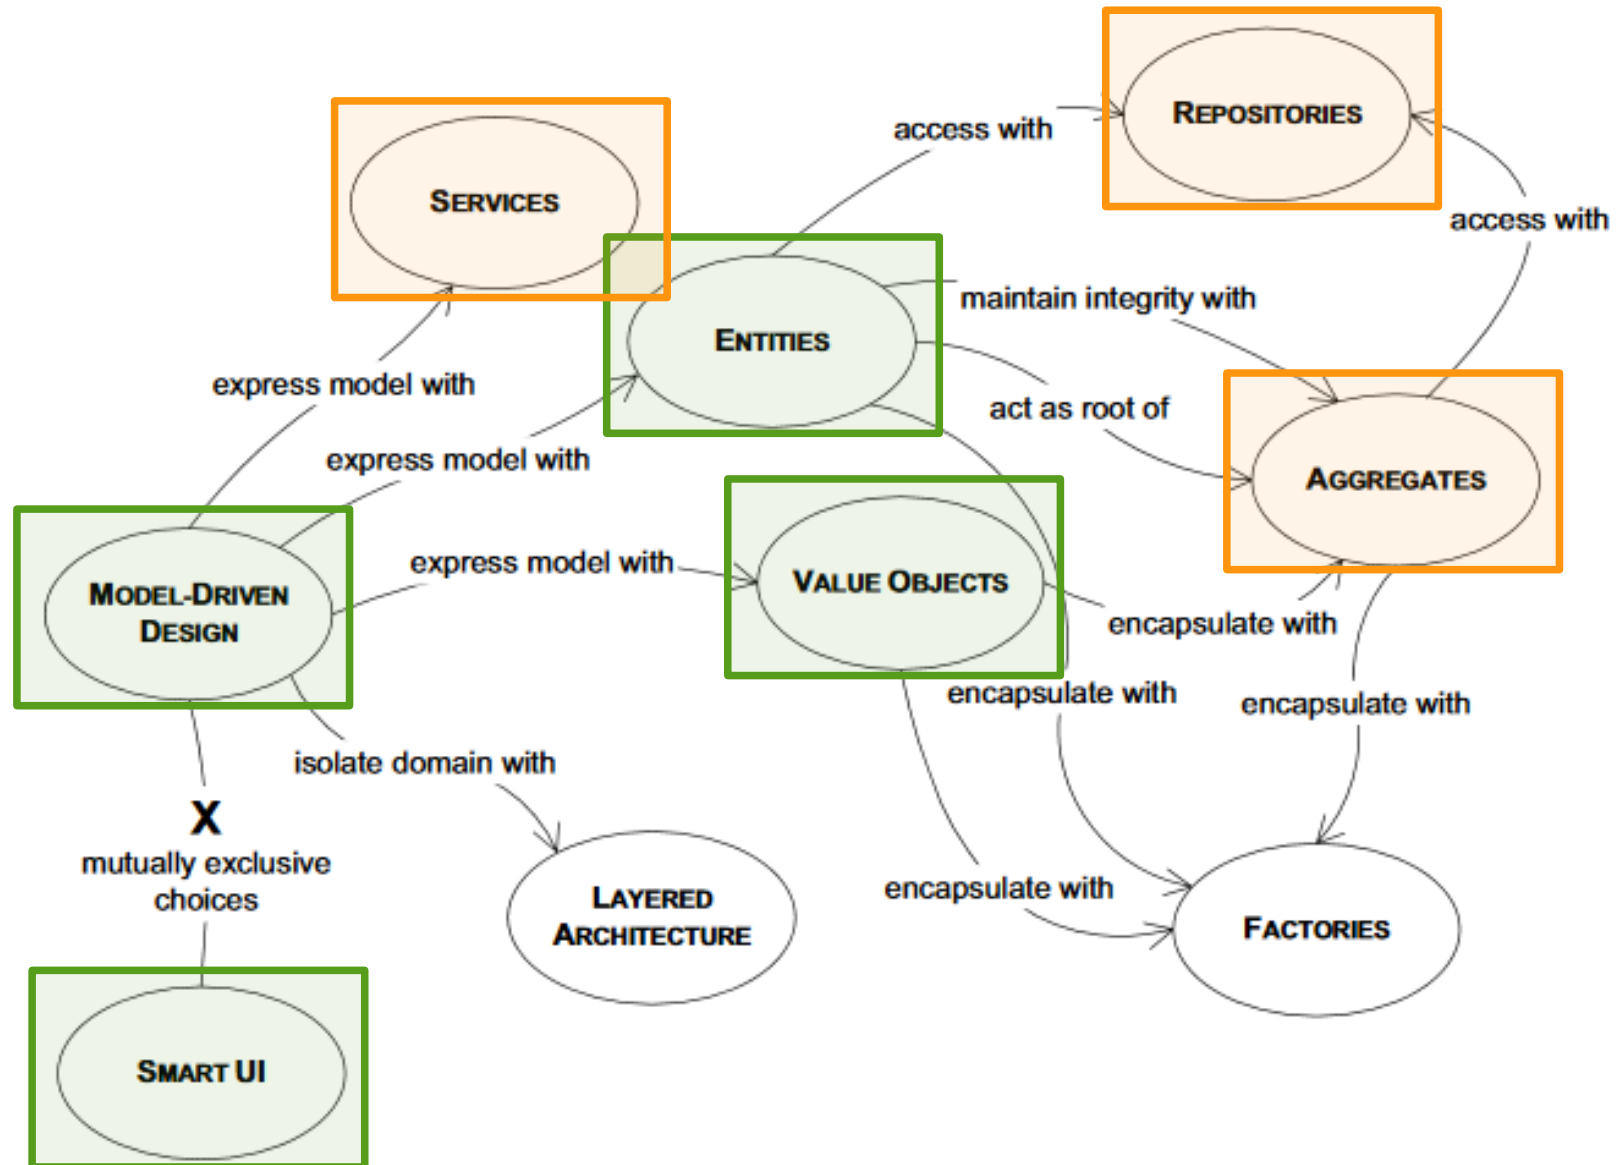 REPOSITORIES
access with
SERVICES
access with
maintain integrity with
ENTITIES
express model with
act as root of
express model with
AGGREGATES
express model with
VALUE OBJECTS
MODEL-DRIVEN
DESIGN
encapsulate with
encapsulate with
encapsulate with
isolate domain with
X
mutually exclusive
choices
encapsulate with
LAYERED
ARCHITECTURE
FACTORIES
SMART UI